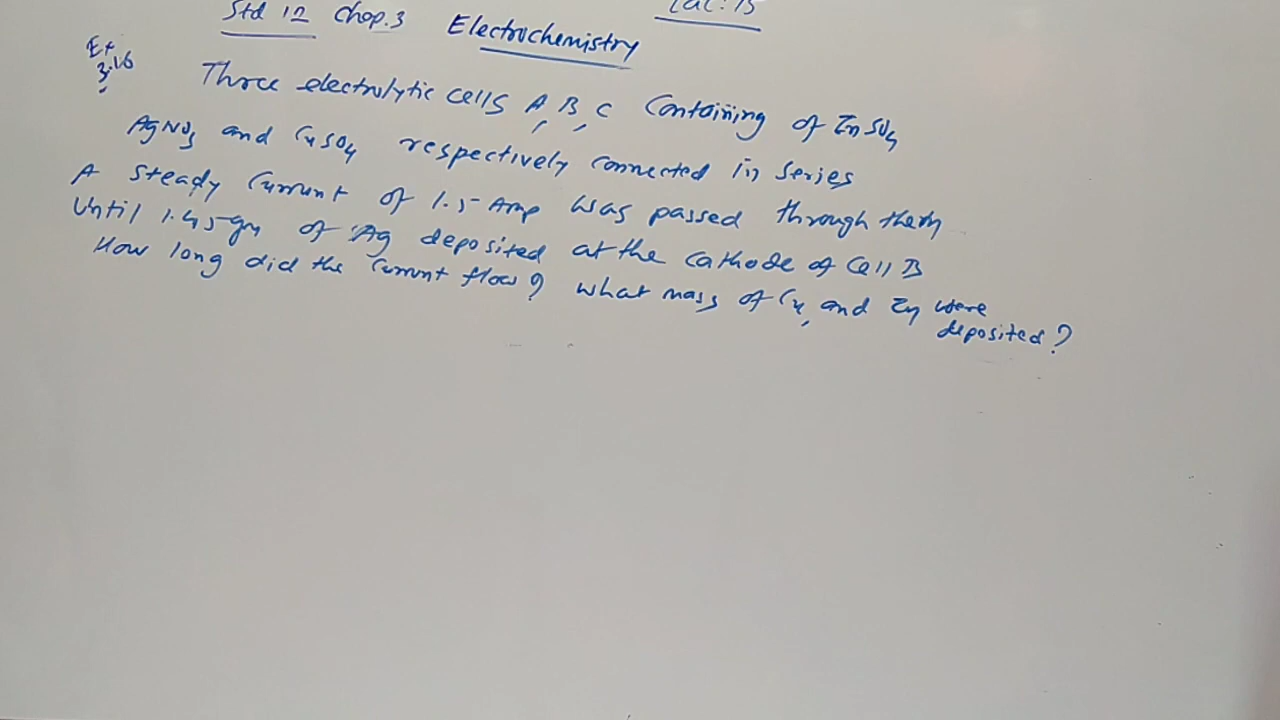 Std 12 Chap.3 Lec: 15
Electrochemistry
Ex 3.16
Three electrolytic cells A, B, C Containing of ZnSO4
AgNO3 and CuSO4 respectively connected in series
A steady Current of 1.5 Amp was passed through them
Until 1.45 gm of Ag deposited at the cathode of Cell B
How long did the Current flow? what mass of Cu, and Zn were
deposited?